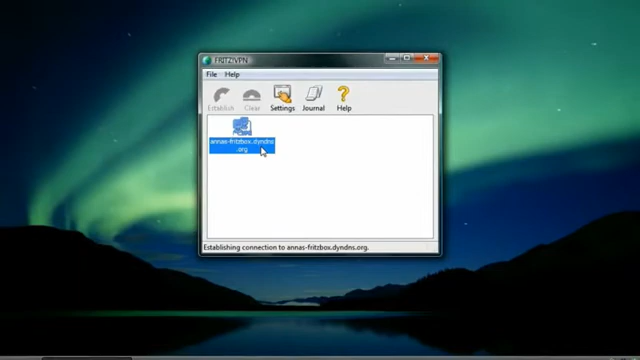 FRITZ!VPN
File Help
Establish Clear Settings Journal Help
annas-fritzbox.dyndns
.org
Establishing connection to annas-fritzbox.dyndns.org.